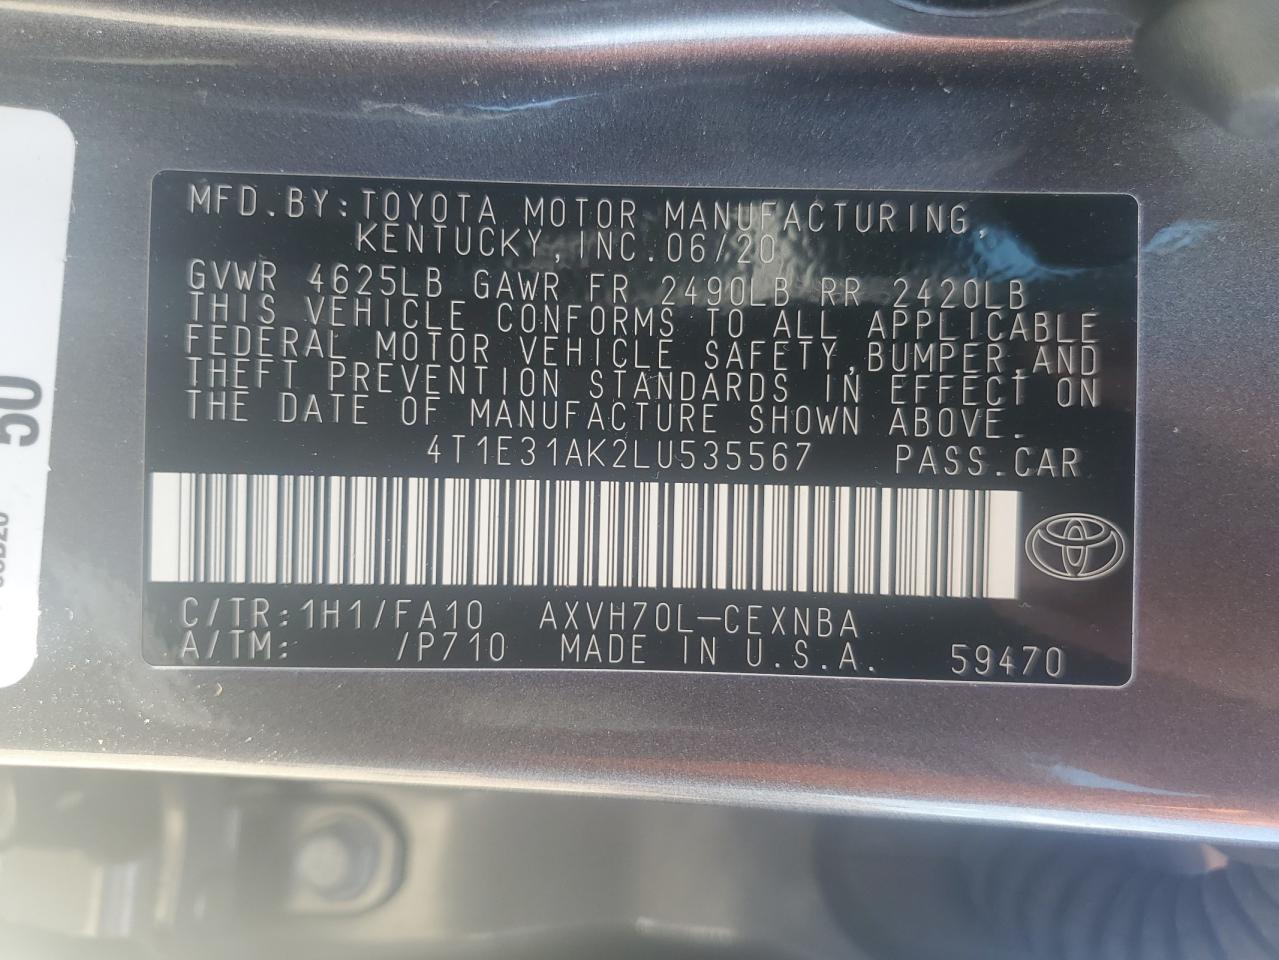 MFD.BY:TOYOTA MOTOR MANUFACTURING,
KENTUCKY,INC.06/20
GVWR 4625LB GAWR FR 2490LB RR 2420LB
THIS VEHICLE CONFORMS TO ALL APPLICABLE
FEDERAL MOTOR VEHICLE SAFETY,BUMPER,AND
THEFT PREVENTION STANDARDS IN EFFECT ON
THE DATE OF MANUFACTURE SHOWN ABOVE.
4T1E31AK2LU535567 PASS.CAR
C/TR:1H1/FA10 AXVH70L-CEXNBA
A/TM: /P710 MADE IN U.S.A. 59470
50